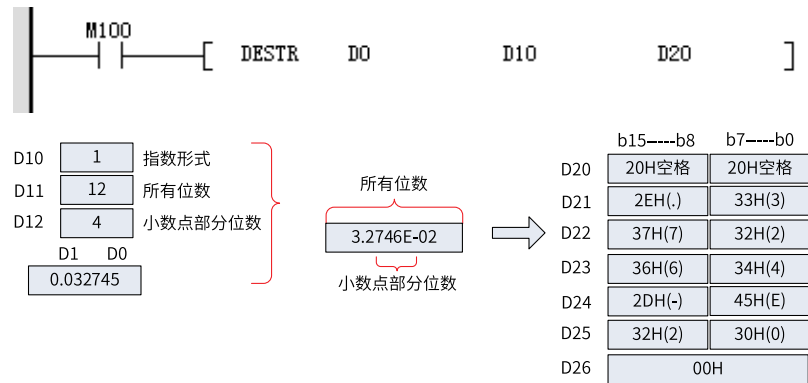 M100
DESTR D0 D10 D20
D10 1 指数形式
D11 12 所有位数
D12 4 小数点部分位数
D1 D0
0.032745
所有位数
3.2746E-02
小数点部分位数
b15----b8 b7-----b0
D20 20H空格 20H空格
D21 2EH(.) 33H(3)
D22 37H(7) 32H(2)
D23 36H(6) 34H(4)
D24 2DH(-) 45H(E)
D25 32H(2) 30H(0)
D26 00H